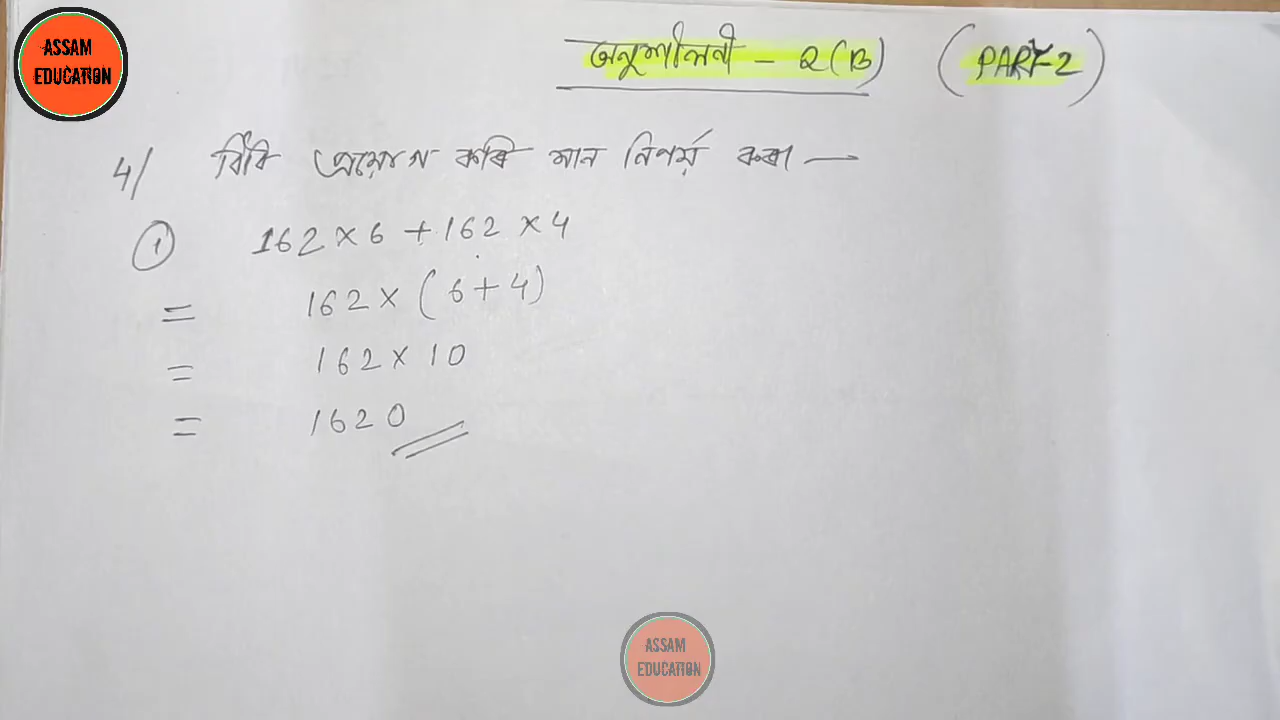 ASSAM
EDUCATION
অনুশীলনী - ২(B) (PART-2)
4/ বিধি প্ৰয়োগ কৰি মান নিৰ্ণয় কৰা —
① 162 × 6 + 162 × 4
= 162 × (6 + 4)
= 162 × 10
= 1620
ASSAM
EDUCATION